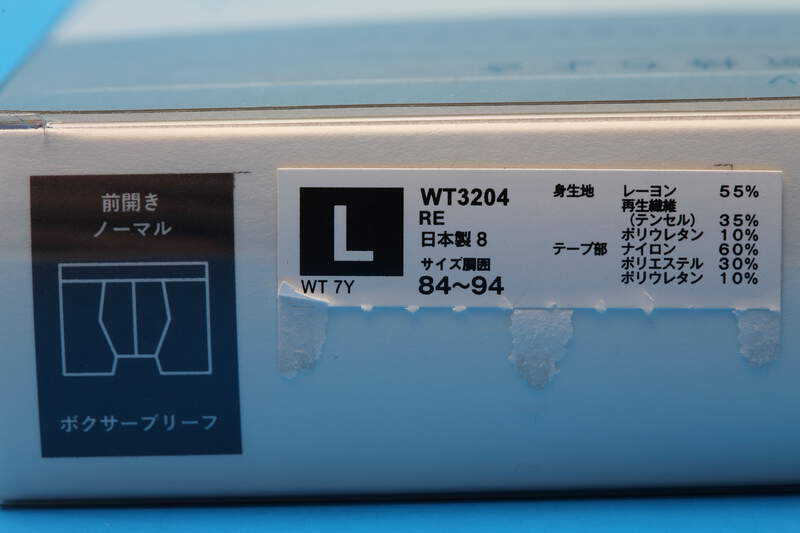 前開き
ノーマル
ボクサーブリーフ
L
WT 7Y
WT3204
RE
日本製 8
サイズ胴囲
84〜94
身生地 レーヨン 55%
再生繊維
(テンセル) 35%
ポリウレタン 10%
テープ部 ナイロン 60%
ポリエステル 30%
ポリウレタン 10%